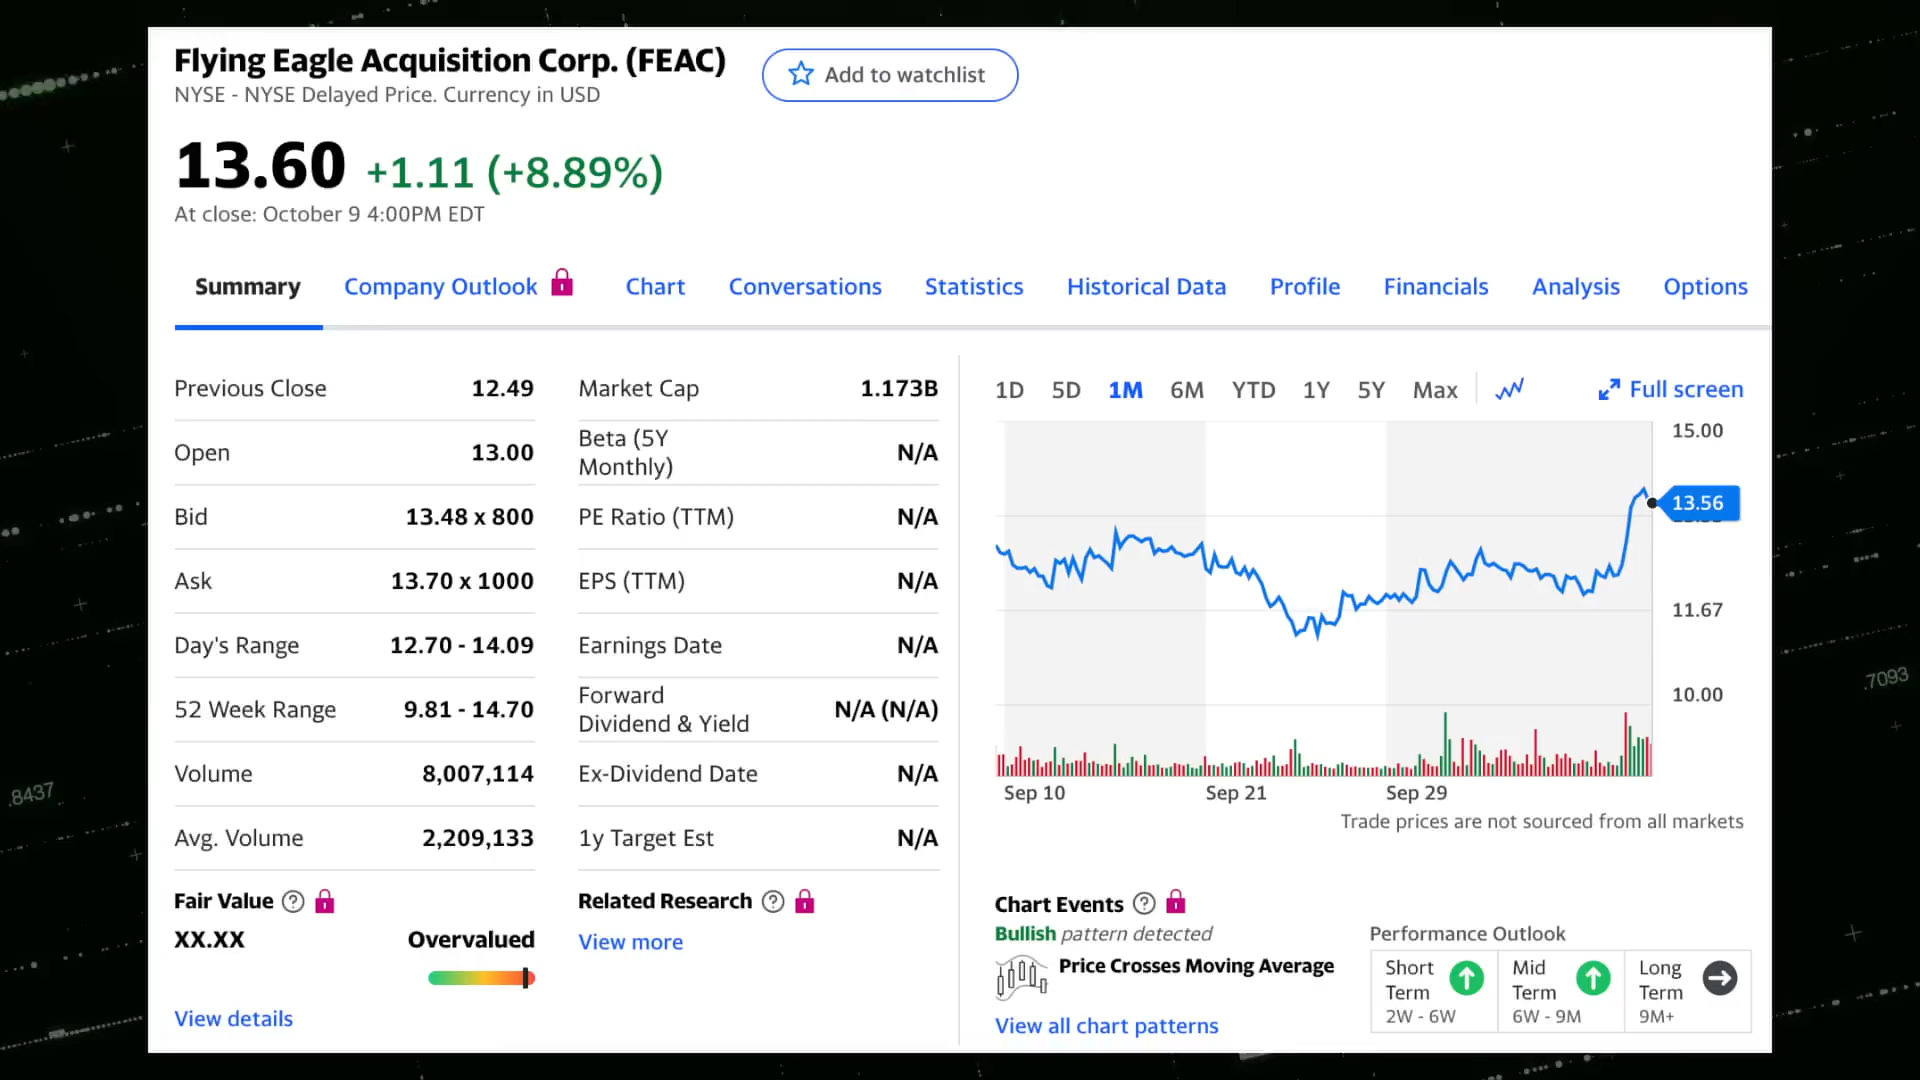 Flying Eagle Acquisition Corp. (FEAC)
Add to watchlist
NYSE - NYSE Delayed Price. Currency in USD
13.60 +1.11 (+8.89%)
At close: October 9 4:00PM EDT
Summary Company Outlook Chart Conversations Statistics Historical Data Profile Financials Analysis Options
Previous Close 12.49
Open 13.00
Bid 13.48 x 800
Ask 13.70 x 1000
Day's Range 12.70 - 14.09
52 Week Range 9.81 - 14.70
Volume 8,007,114
Avg. Volume 2,209,133
Market Cap 1.173B
Beta (5Y
Monthly) N/A
PE Ratio (TTM) N/A
EPS (TTM) N/A
Earnings Date N/A
Forward
Dividend & Yield N/A (N/A)
Ex-Dividend Date N/A
1y Target Est N/A
Fair Value ?
XX.XX Overvalued
View details
Related Research ?
View more
1D 5D 1M 6M YTD 1Y 5Y Max Full screen
15.00
13.56
11.67
10.00
Sep 10 Sep 21 Sep 29
Trade prices are not sourced from all markets
Chart Events ?
Bullish pattern detected
Price Crosses Moving Average
View all chart patterns
Performance Outlook
Short
Term
2W - 6W
Mid
Term
6W - 9M
Long
Term
9M+
.8437
.7093